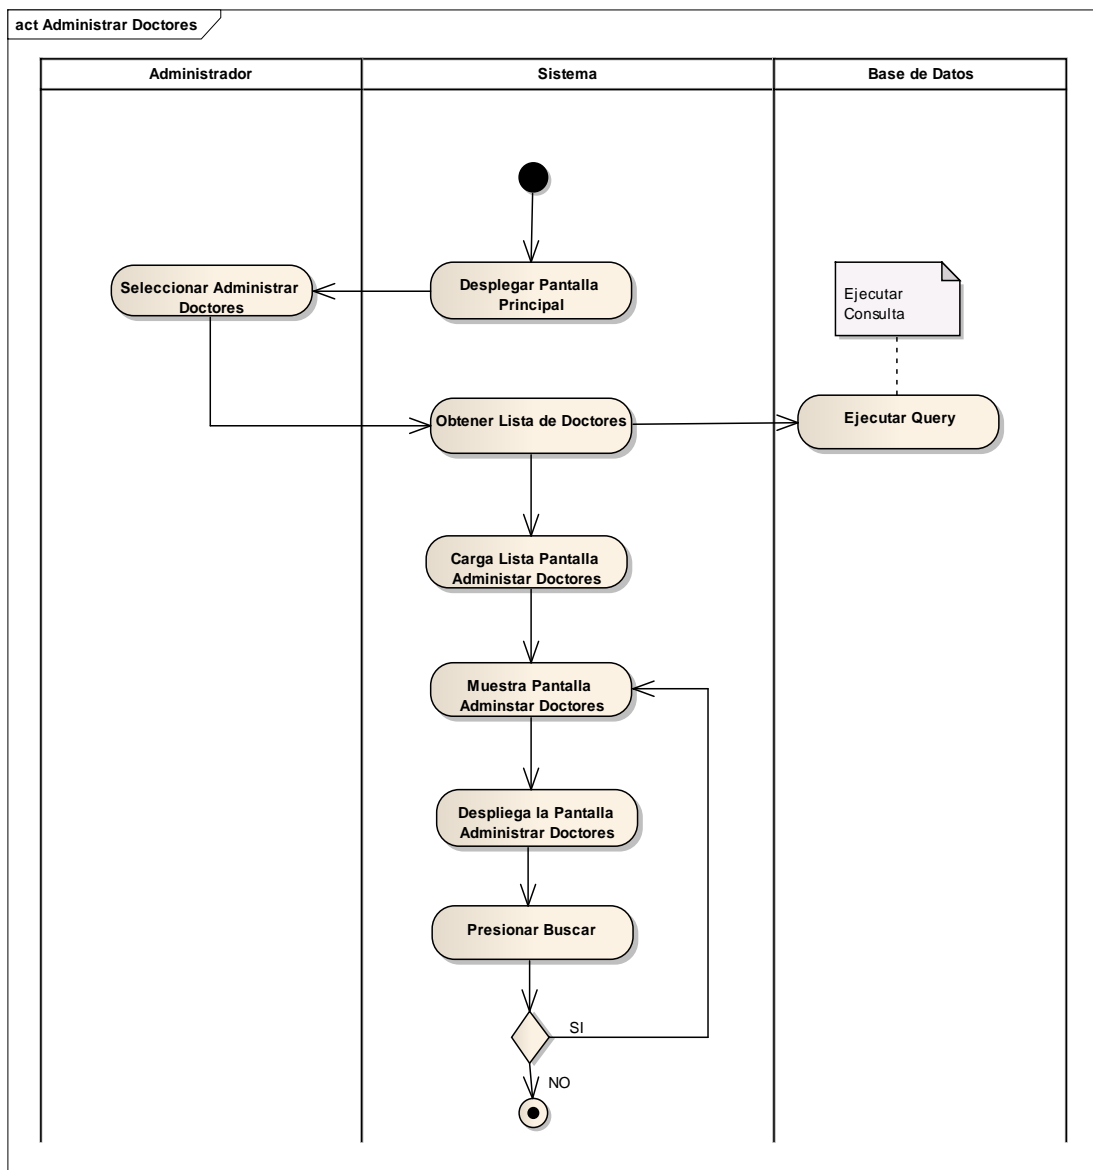 act Administrar Doctores
Administrador
Sistema
Base de Datos
Seleccionar Administrar
Doctores
Desplegar Pantalla
Principal
Ejecutar
Consulta
Obtener Lista de Doctores
Ejecutar Query
Carga Lista Pantalla
Administar Doctores
Muestra Pantalla
Adminstar Doctores
Despliega la Pantalla
Administrar Doctores
Presionar Buscar
SI
NO